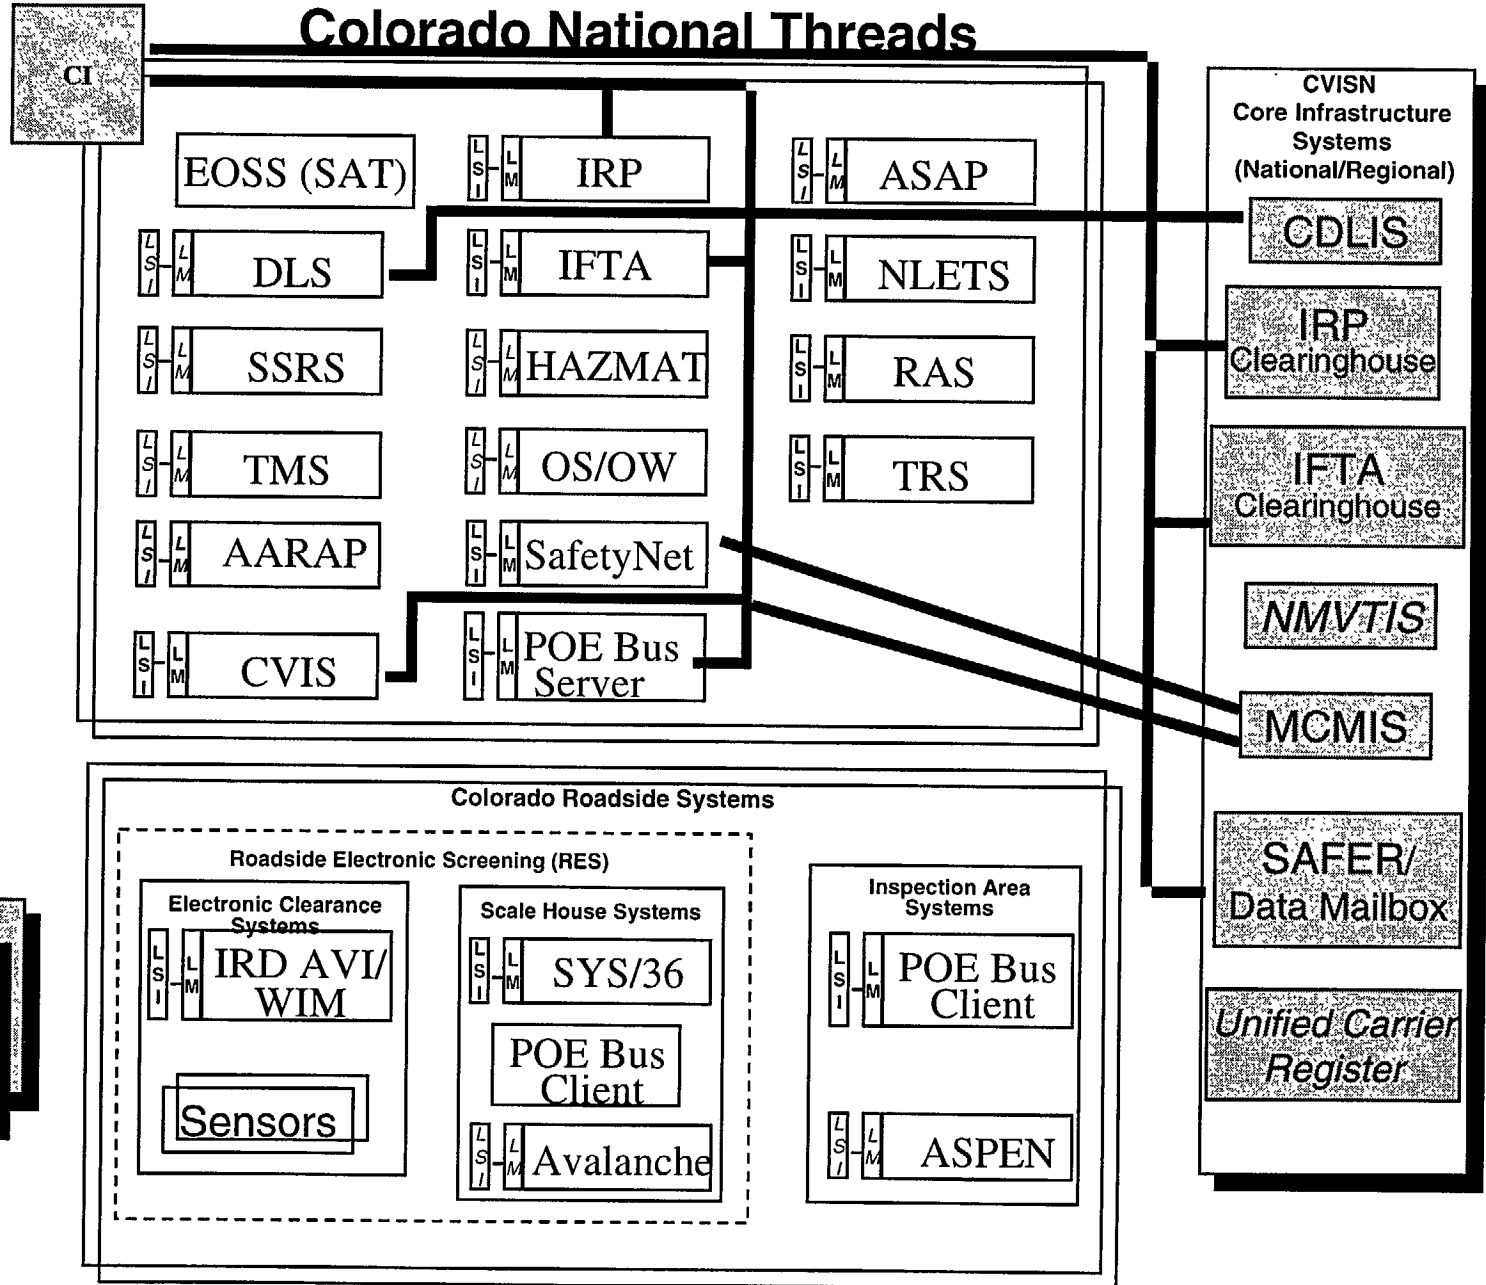 Colorado National Threads
CI
EOSS (SAT)
LSI
LM
IRP
LSI
LM
ASAP
LSI
LM
DLS
LSI
LM
IFTA
LSI
LM
NLETS
LSI
LM
SSRS
LSI
LM
HAZMAT
LSI
LM
RAS
LSI
LM
TMS
LSI
LM
OS/OW
LSI
LM
TRS
LSI
LM
AARAP
LSI
LM
SafetyNet
LSI
LM
CVIS
LSI
LM
POE Bus
Server
CVISN
Core Infrastructure
Systems
(National/Regional)
CDLIS
IRP
Clearinghouse
IFTA
Clearinghouse
NMVTIS
MCMIS
SAFER/
Data Mailbox
Unified Carrier
Register
Colorado Roadside Systems
Roadside Electronic Screening (RES)
Electronic Clearance
Systems
LSI
LM
IRD AVI/
WIM
Sensors
Scale House Systems
LSI
LM
SYS/36
POE Bus
Client
LSI
LM
Avalanche
Inspection Area
Systems
LSI
LM
POE Bus
Client
LSI
LM
ASPEN